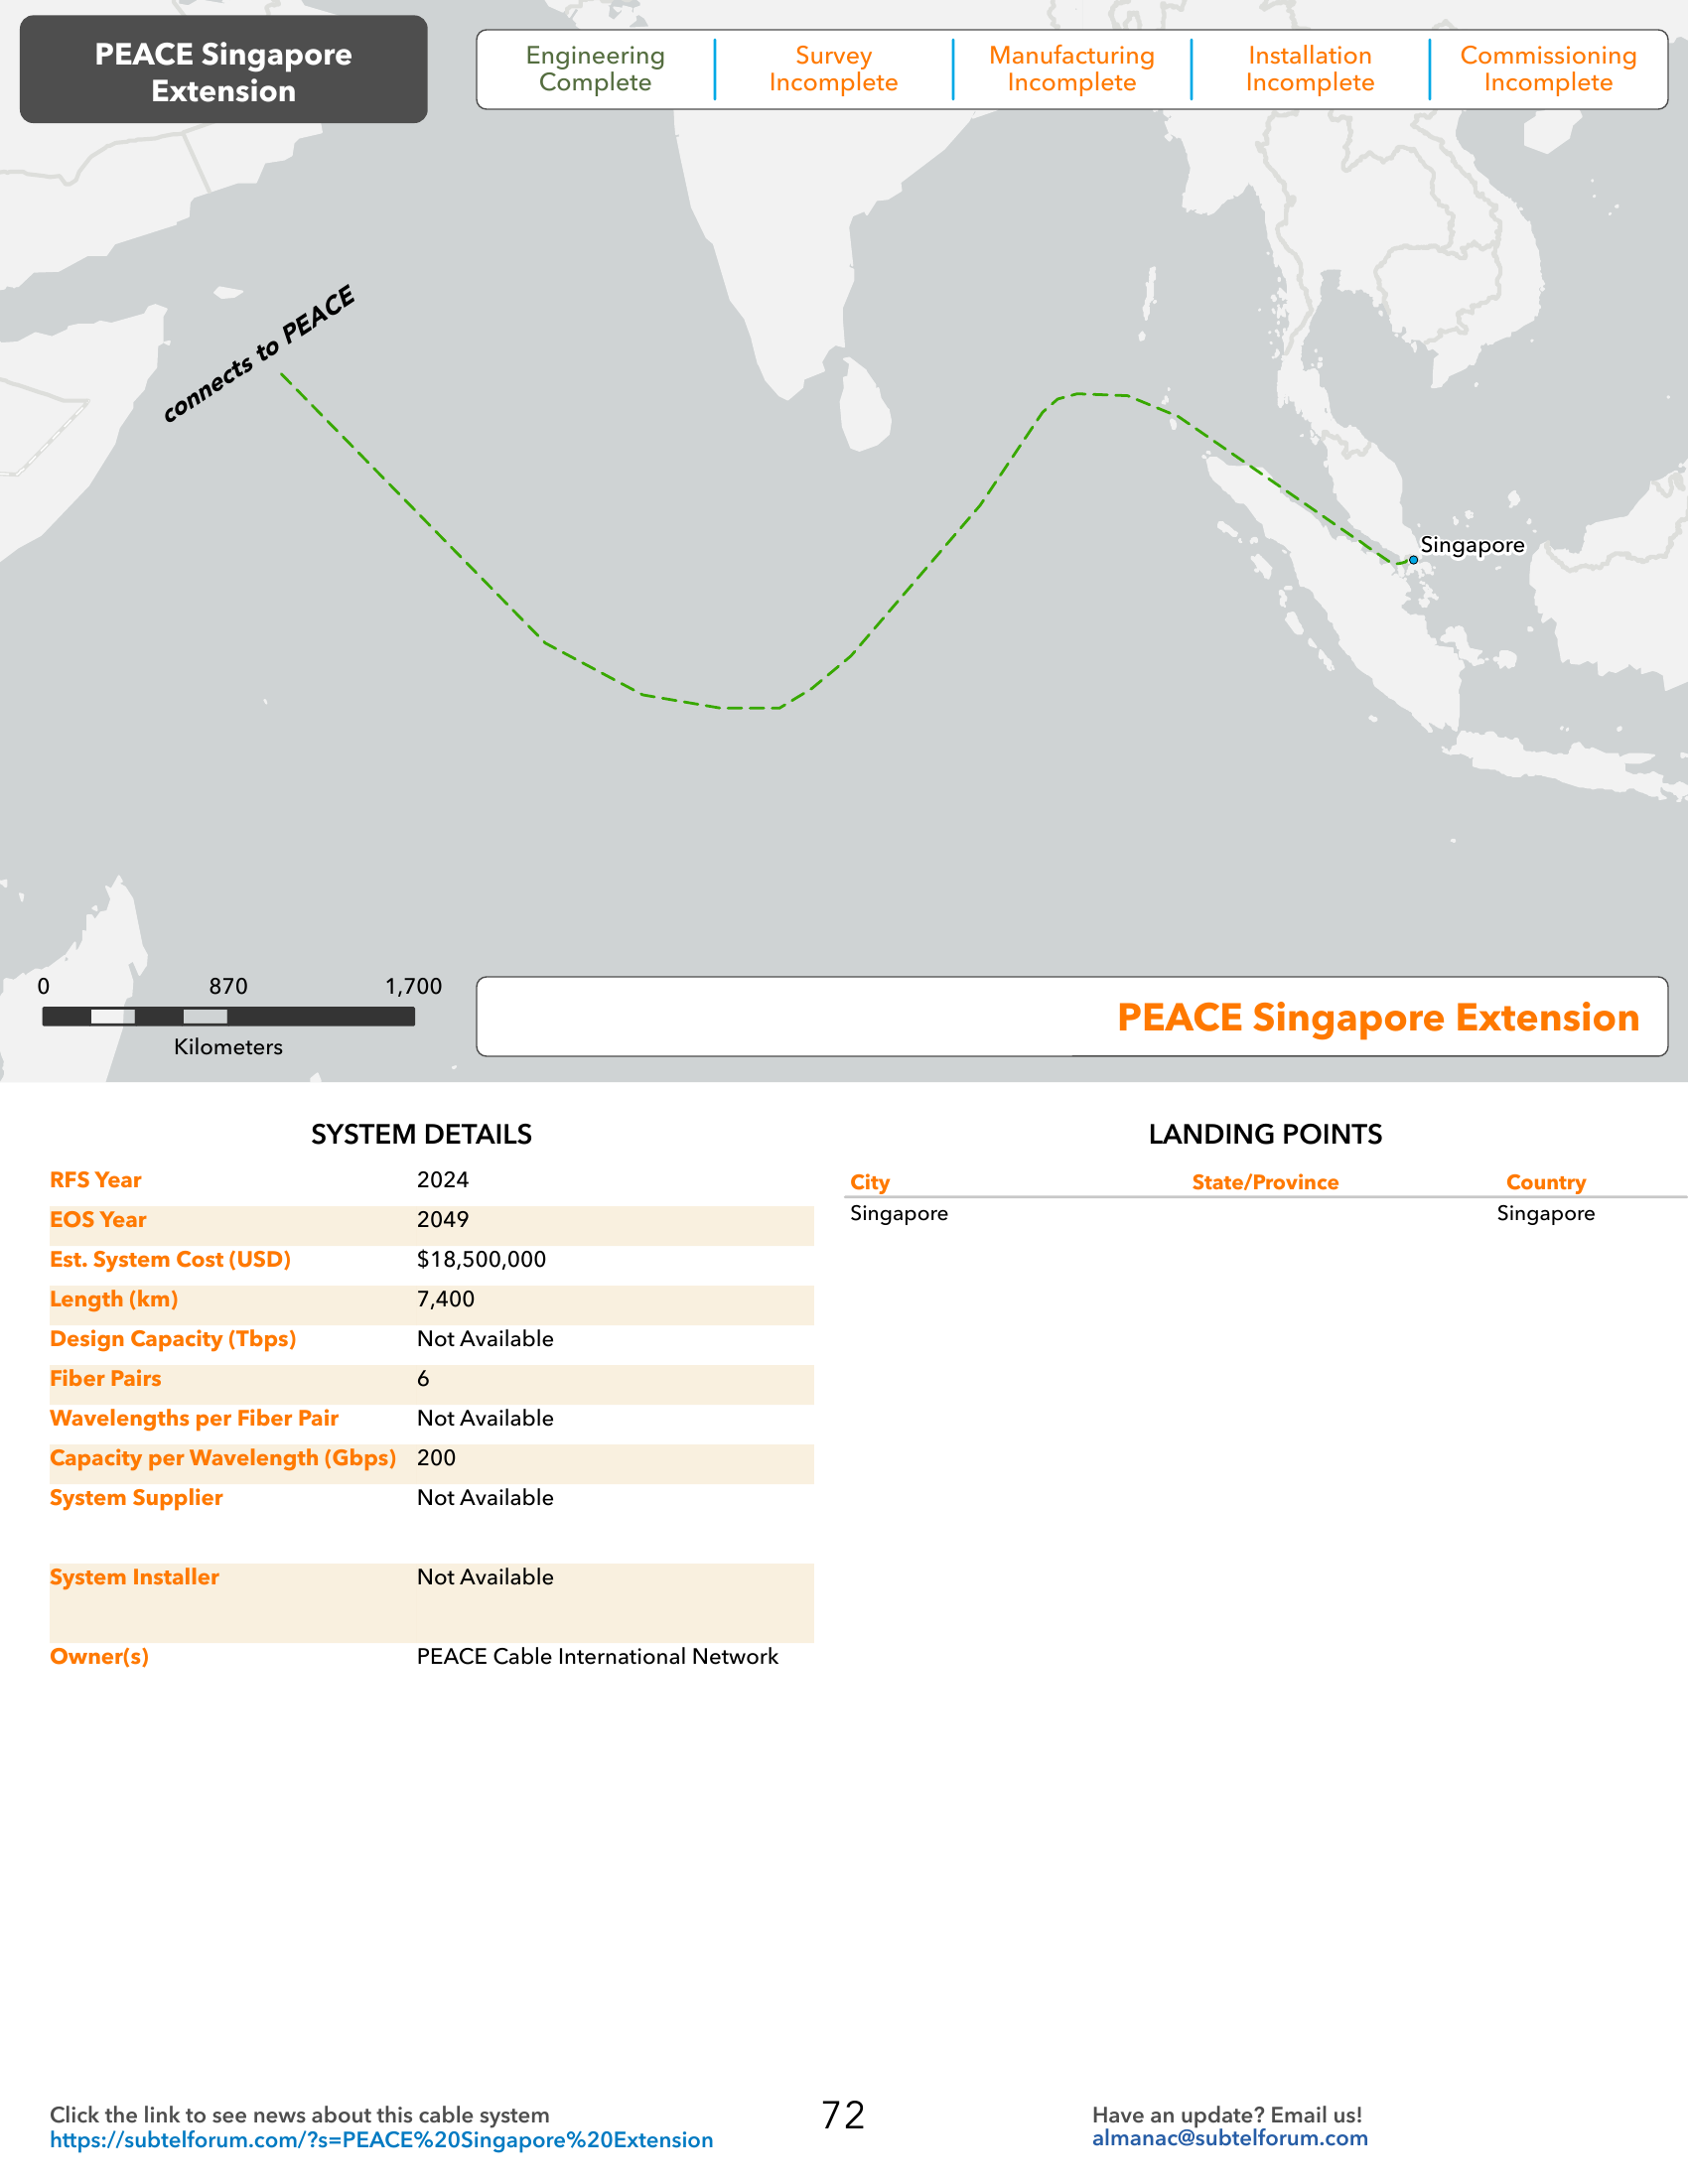 PEACE Singapore
Extension
Engineering
Complete
Survey
Incomplete
Manufacturing
Incomplete
Installation
Incomplete
Commissioning
Incomplete
connects to PEACE
Singapore
0 870 1,700
Kilometers
PEACE Singapore Extension
SYSTEM DETAILS
RFS Year 2024
EOS Year 2049
Est. System Cost (USD) $18,500,000
Length (km) 7,400
Design Capacity (Tbps) Not Available
Fiber Pairs 6
Wavelengths per Fiber Pair Not Available
Capacity per Wavelength (Gbps) 200
System Supplier Not Available
System Installer Not Available
Owner(s) PEACE Cable International Network
LANDING POINTS
City State/Province Country
Singapore Singapore
Click the link to see news about this cable system
https://subtelforum.com/?s=PEACE%20Singapore%20Extension
72
Have an update? Email us!
almanac@subtelforum.com